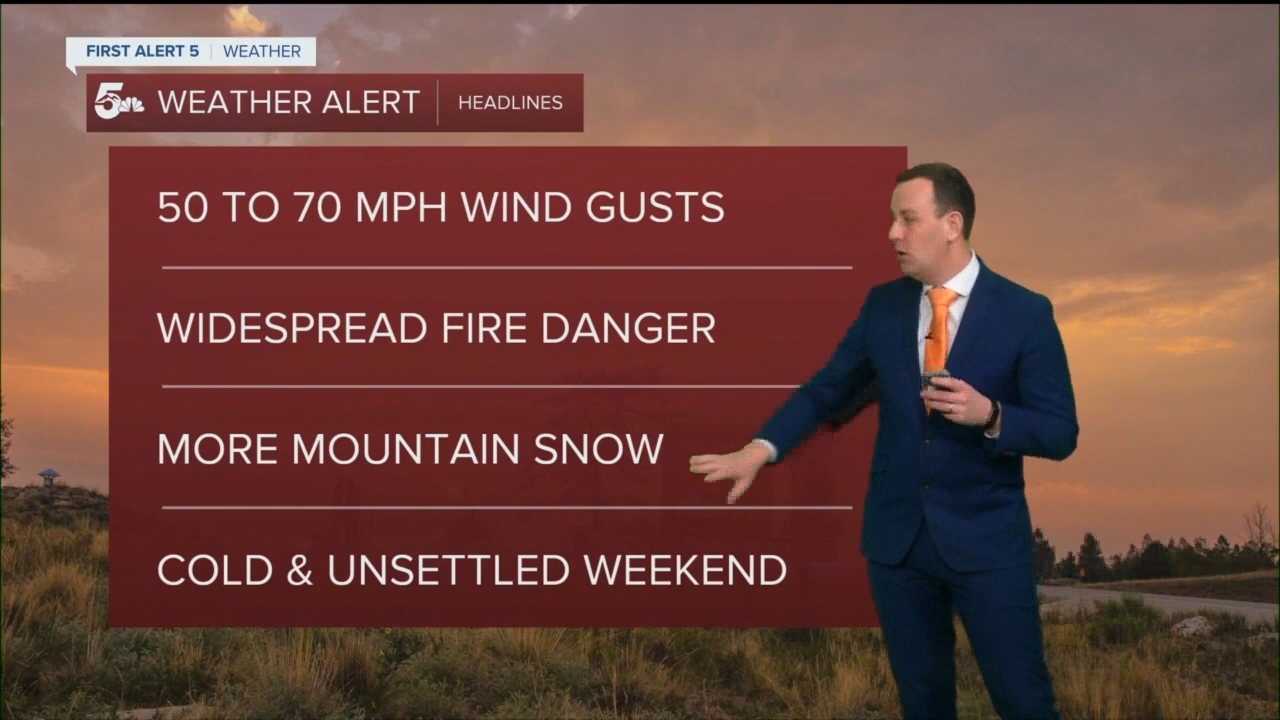 FIRST ALERT 5 | WEATHER
5 WEATHER ALERT | HEADLINES
50 TO 70 MPH WIND GUSTS
WIDESPREAD FIRE DANGER
MORE MOUNTAIN SNOW
COLD & UNSETTLED WEEKEND